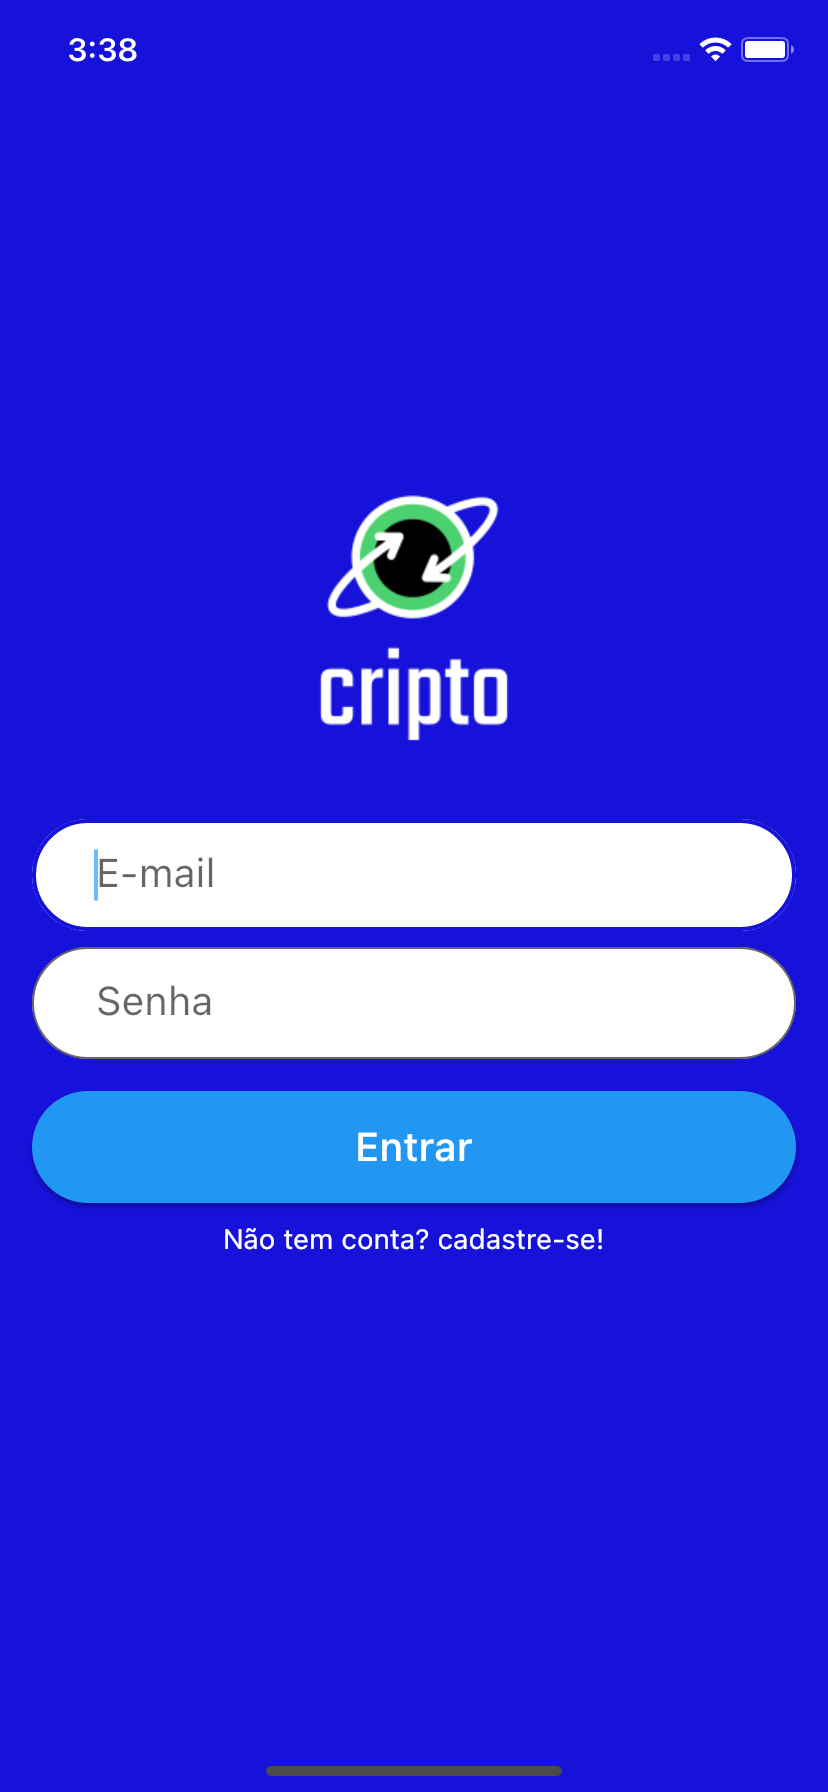 3:38
cripto
E-mail
Senha
Entrar
Não tem conta? cadastre-se!